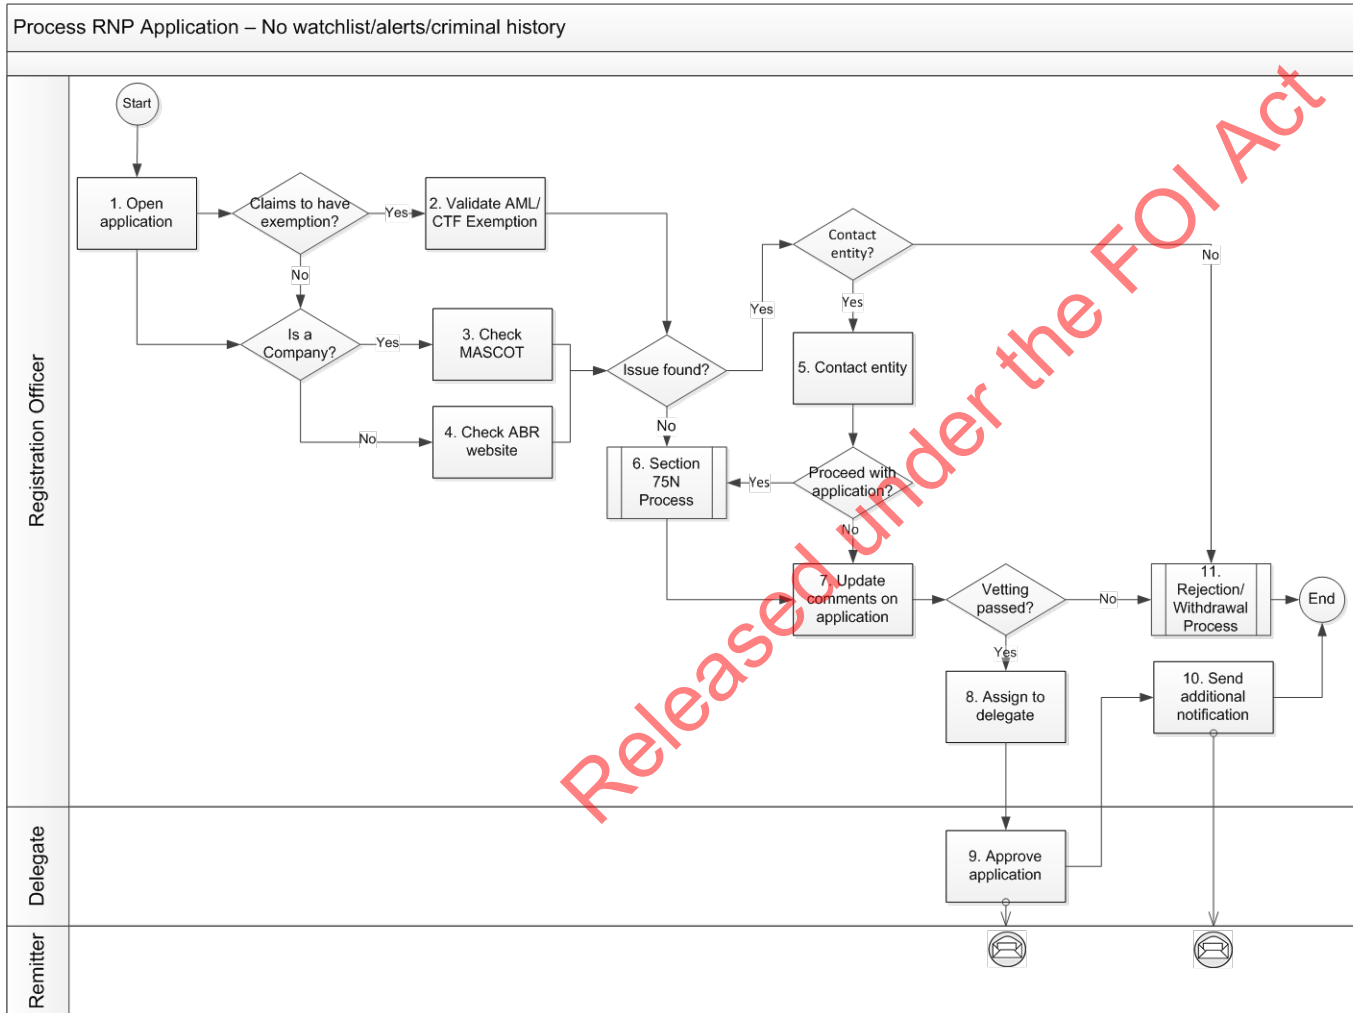 Process RNP Application – No watchlist/alerts/criminal history
Registration Officer
Delegate
Remitter
Start
1. Open
application
Claims to have
exemption?
Yes
2. Validate AML/
CTF Exemption
No
Is a
Company?
Yes
3. Check
MASCOT
No
4. Check ABR
website
Issue found?
Yes
No
Contact
entity?
No
Yes
5. Contact entity
6. Section
75N
Process
Yes
Proceed with
application?
No
7. Update
comments on
application
Vetting
passed?
No
11.
Rejection/
Withdrawal
Process
End
Yes
8. Assign to
delegate
10. Send
additional
notification
9. Approve
application
Released under the FOI Act